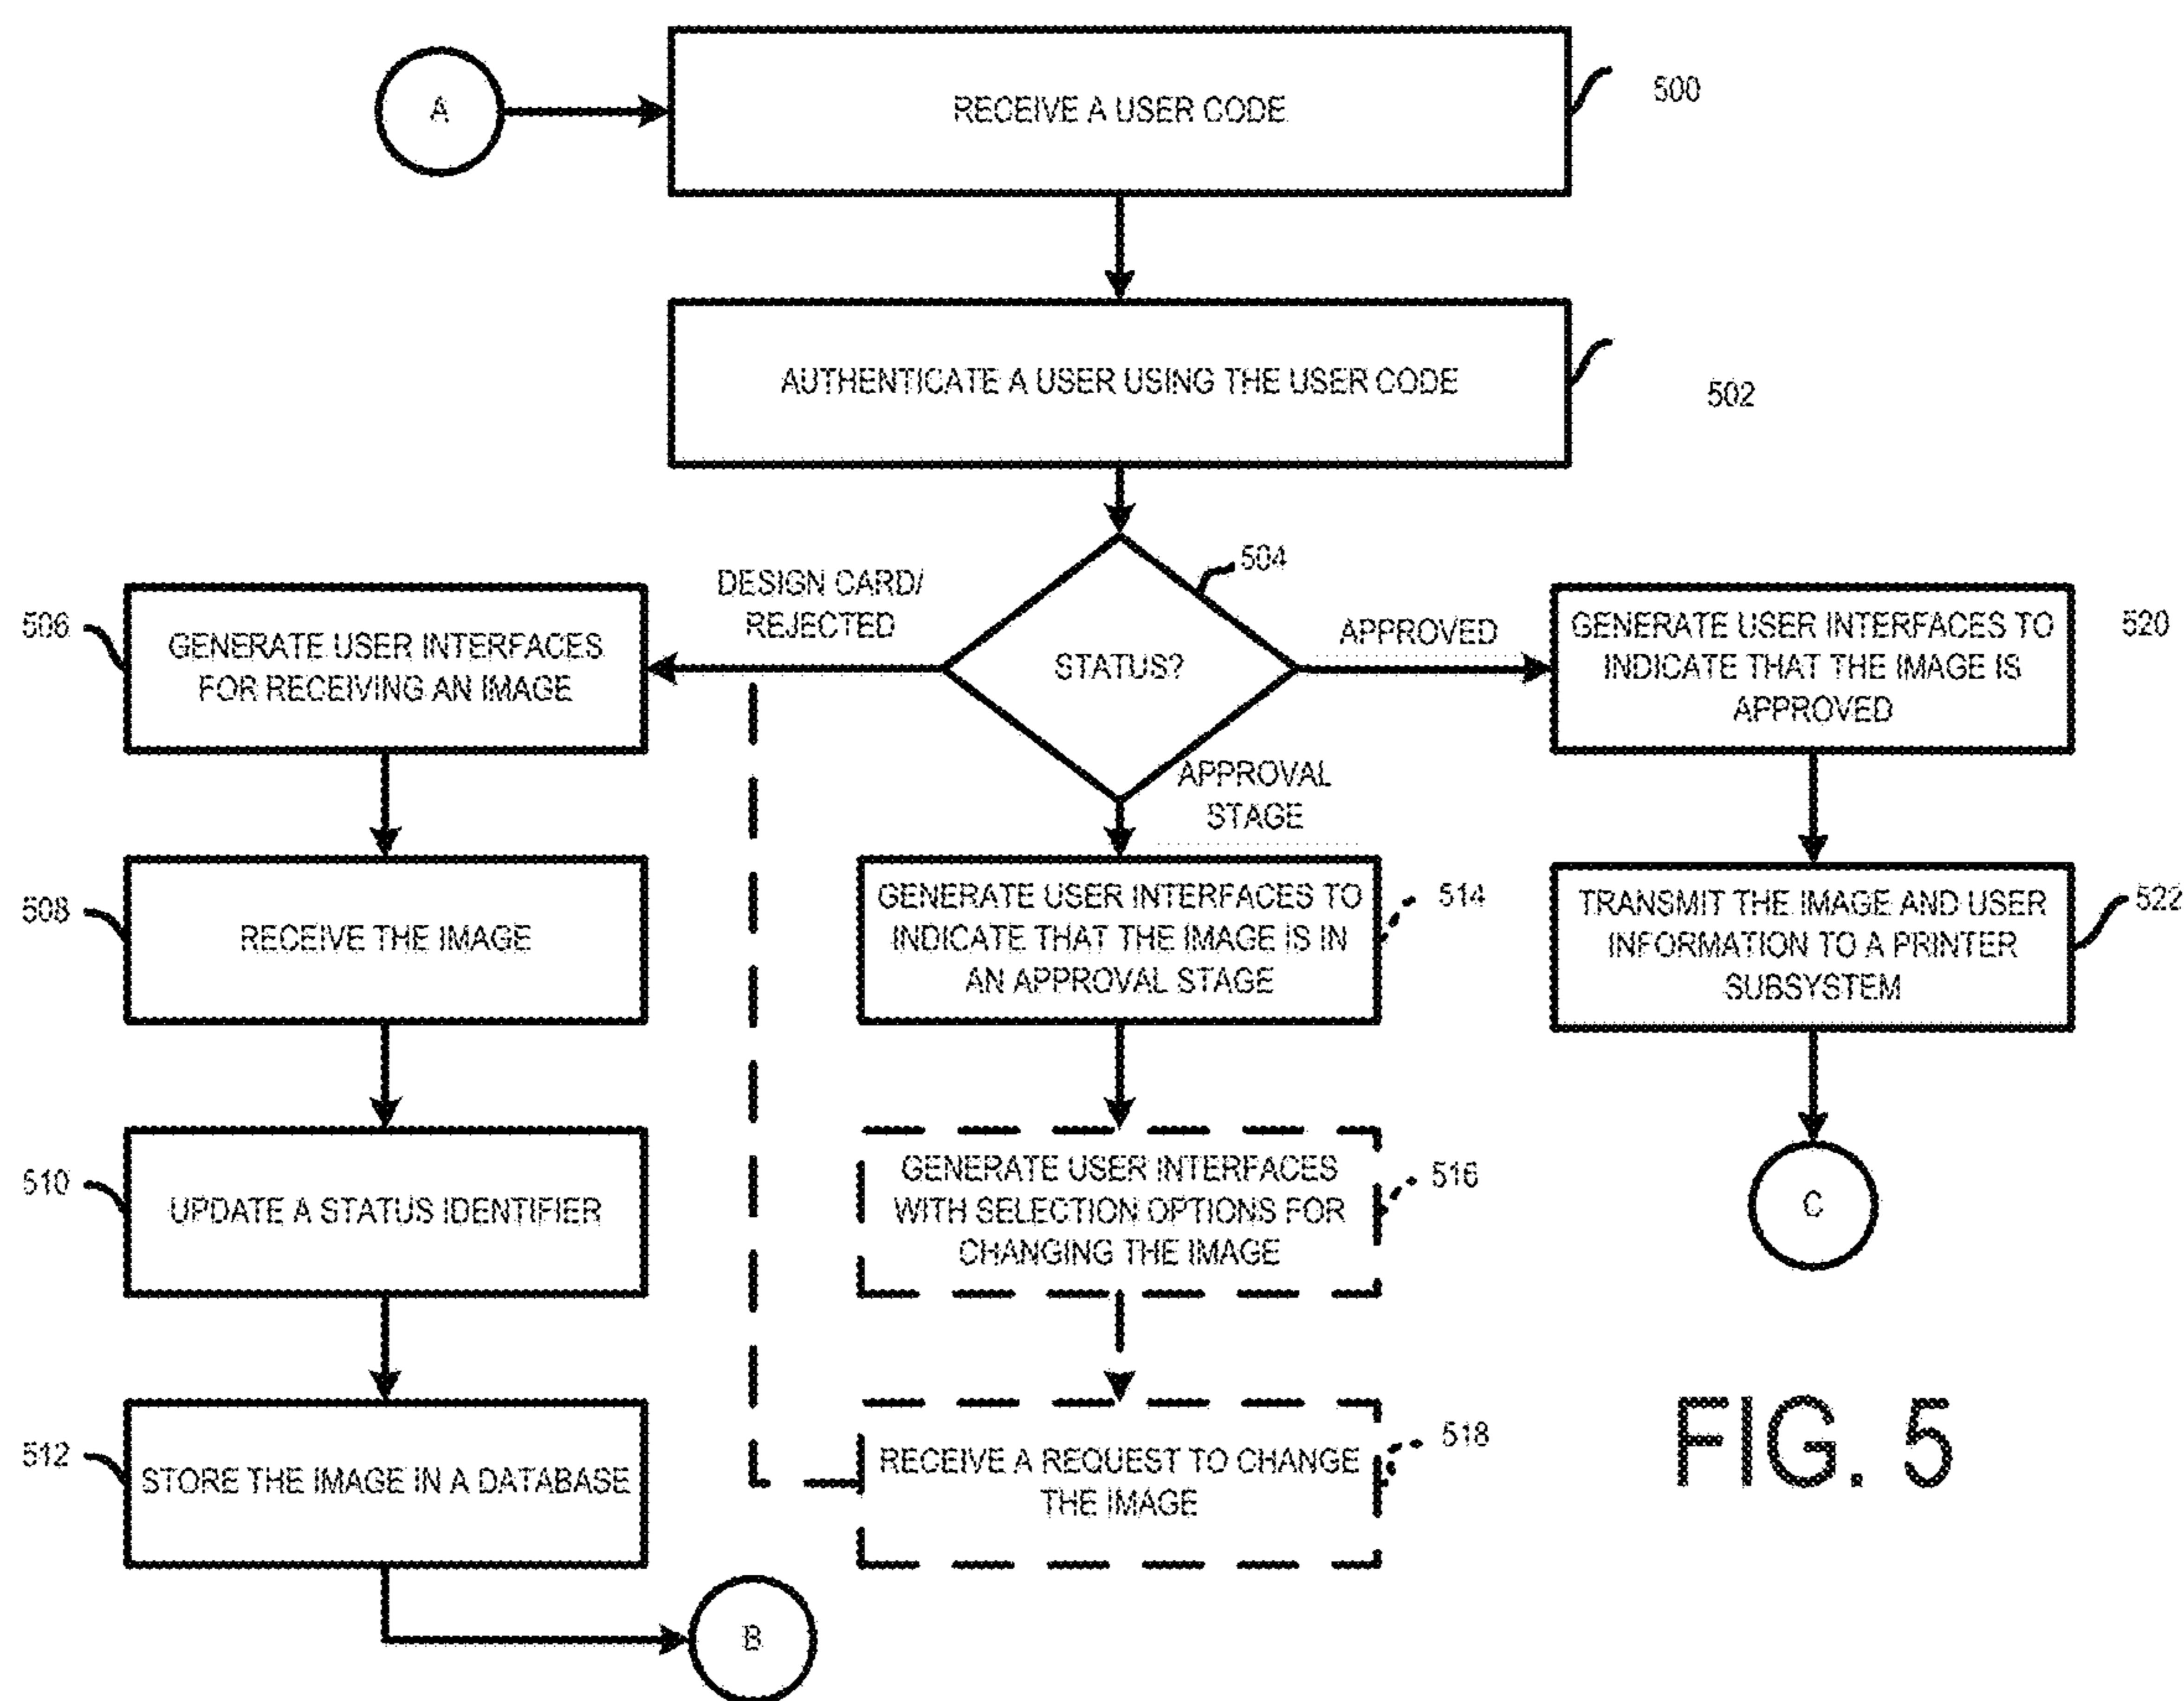 A
RECEIVE A USER CODE
500
AUTHENTICATE A USER USING THE USER CODE
502
504
STATUS?
DESIGN CARD/
REJECTED
APPROVED
APPROVAL
STAGE
506
GENERATE USER INTERFACES
FOR RECEIVING AN IMAGE
508
RECEIVE THE IMAGE
510
UPDATE A STATUS IDENTIFIER
512
STORE THE IMAGE IN A DATABASE
B
GENERATE USER INTERFACES TO
INDICATE THAT THE IMAGE IS IN
AN APPROVAL STAGE
514
GENERATE USER INTERFACES
WITH SELECTION OPTIONS FOR
CHANGING THE IMAGE
516
RECEIVE A REQUEST TO CHANGE
THE IMAGE
518
GENERATE USER INTERFACES TO
INDICATE THAT THE IMAGE IS
APPROVED
520
TRANSMIT THE IMAGE AND USER
INFORMATION TO A PRINTER
SUBSYSTEM
522
C
FIG. 5